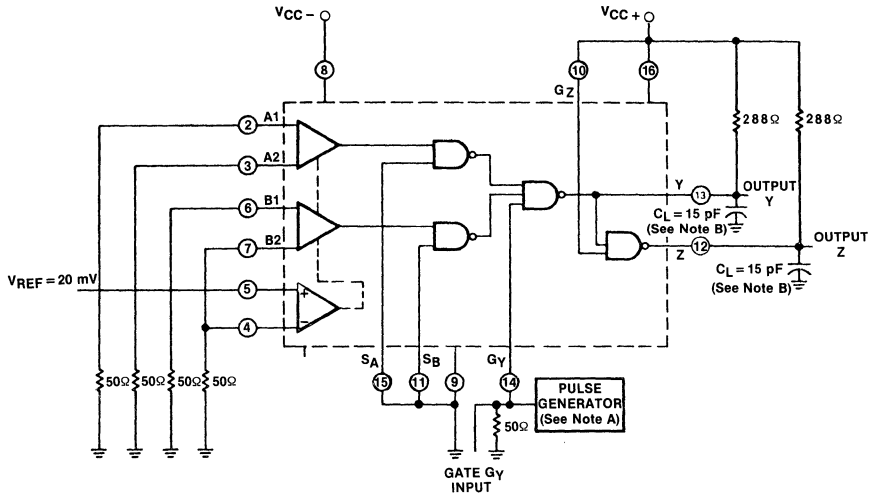 VCC− VCC+
8 10 16
GZ
2 A1 288Ω 288Ω
3 A2
Y 13 OUTPUT Y
6 B1 CL = 15 pF
(See Note B)
7 B2 Z 12 OUTPUT Z
CL = 15 pF
(See Note B)
VREF = 20 mV 5 +
4 −
SA SB GY
15 11 9 14
50Ω 50Ω 50Ω 50Ω
PULSE
GENERATOR
(See Note A)
50Ω
GATE GY
INPUT